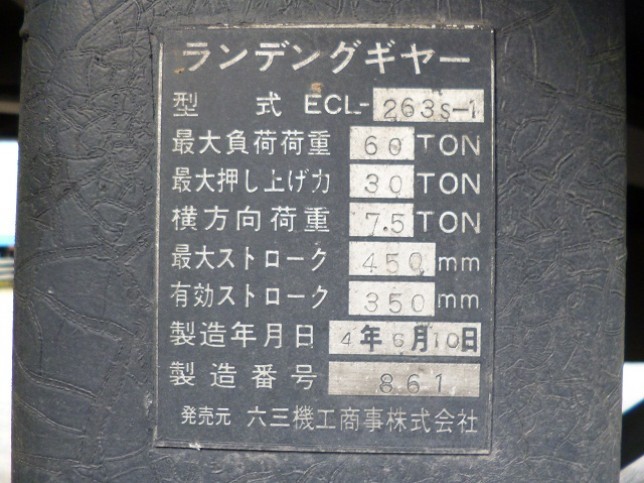 ランデングギヤー
型 式 ECL-263S-1
最大負荷荷重 60 TON
最大押し上げ力 30 TON
横方向荷重 7.5 TON
最大ストローク 450 mm
有効ストローク 350 mm
製造年月日 4年6月10日
製造番号 861
発売元 六三機工商事株式会社